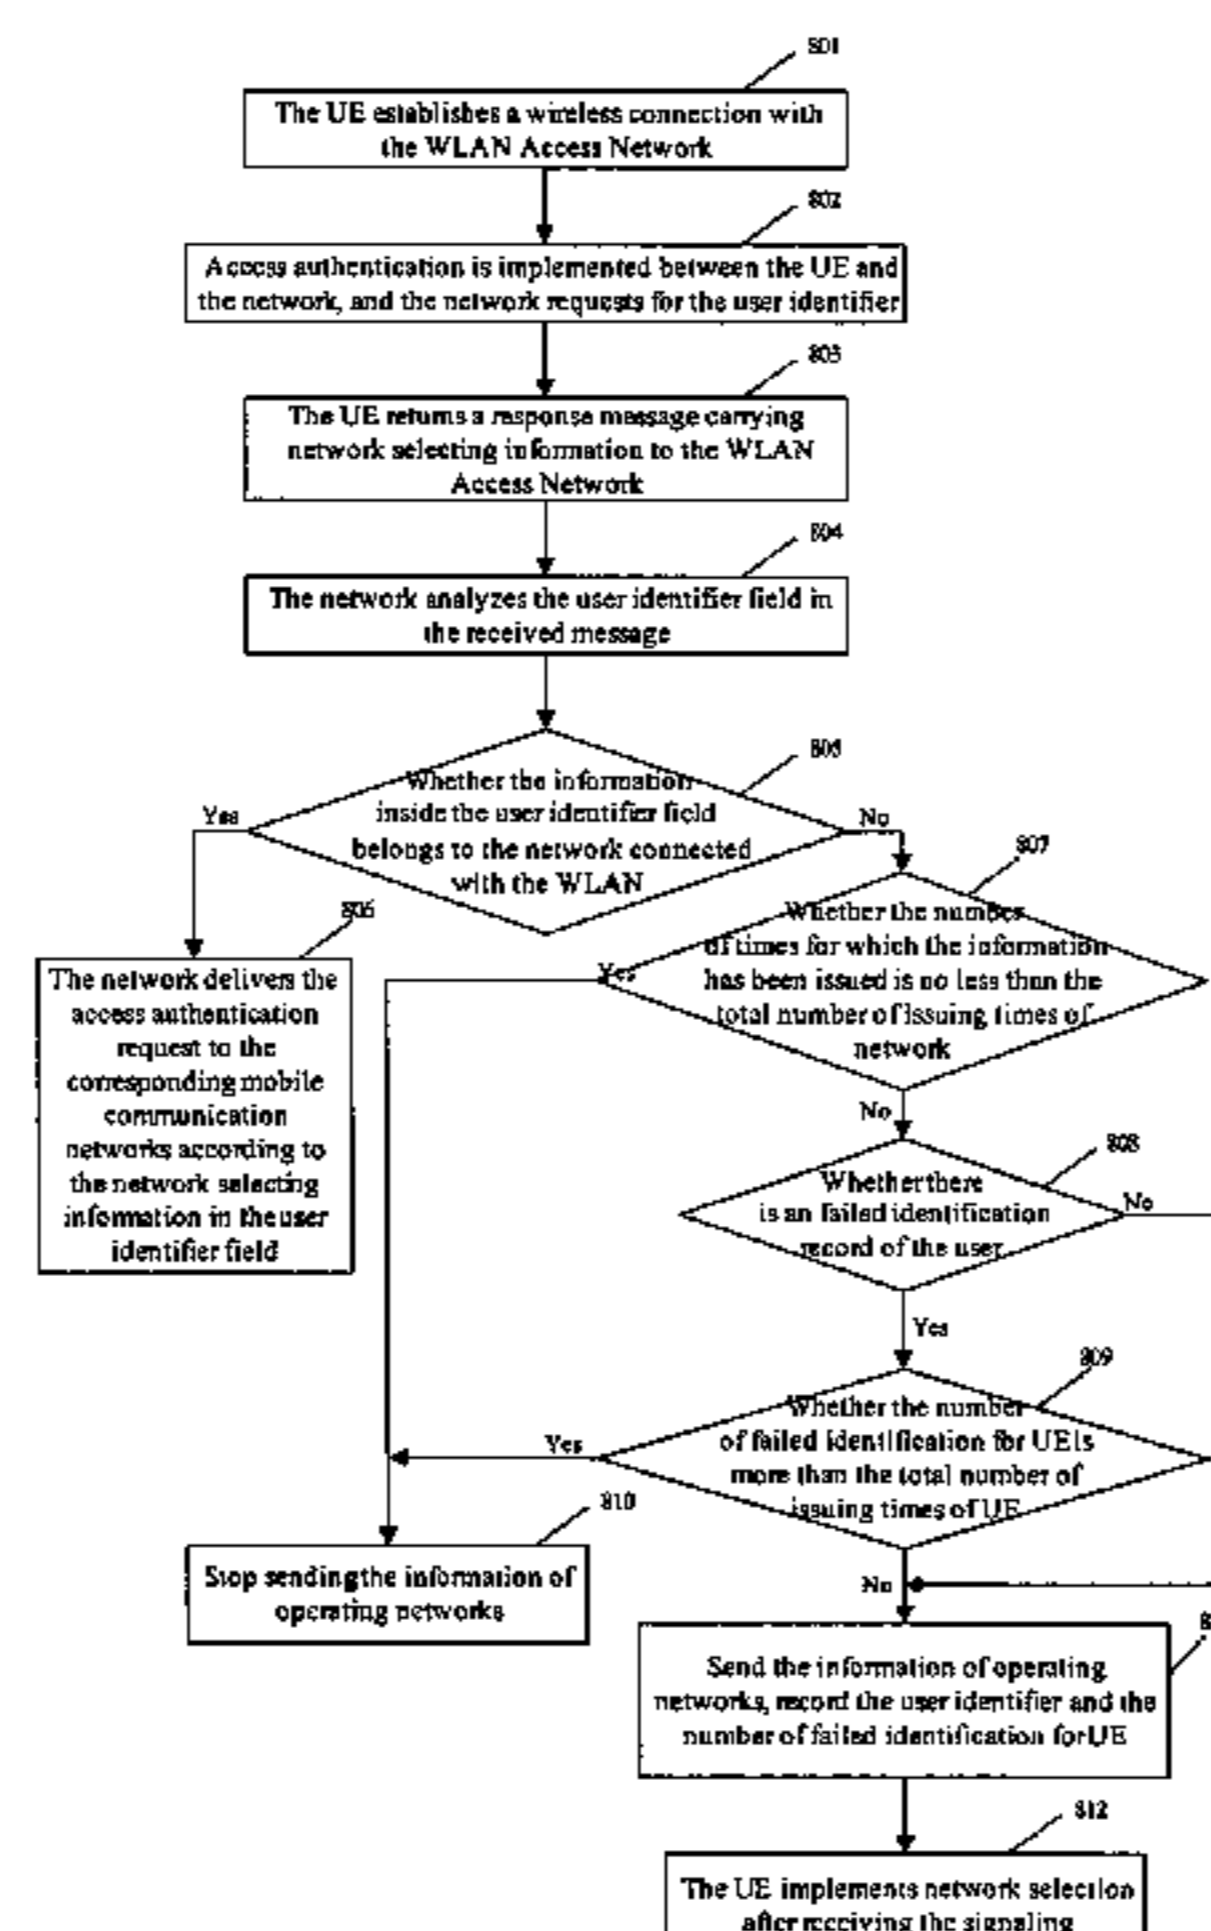 801
The UE establishes a wireless connection with
the WLAN Access Network
802
Access authentication is implemented between the UE and
the network, and the network requests for the user identifier
803
The UE returns a response message carrying
network selecting information to the WLAN
Access Network
804
The network analyzes the user identifier field in
the received message
805
Whether the information
inside the user identifier field
belongs to the network connected
with the WLAN
Yes
No
806
The network delivers the
access authentication
request to the
corresponding mobile
communication
networks according to
the network selecting
information in the user
identifier field
807
Whether the number
of times for which the information
has been issued is no less than the
total number of issuing times of
network
Yes
No
808
Whether there
is an failed identification
record of the user
No
Yes
809
Whether the number
of failed identification for UE is
more than the total number of
issuing times of UE
Yes
810
Stop sending the information of
operating networks
No
8
Send the information of operating
networks, record the user identifier and the
number of failed identification for UE
812
The UE implements network selection
after receiving the signaling